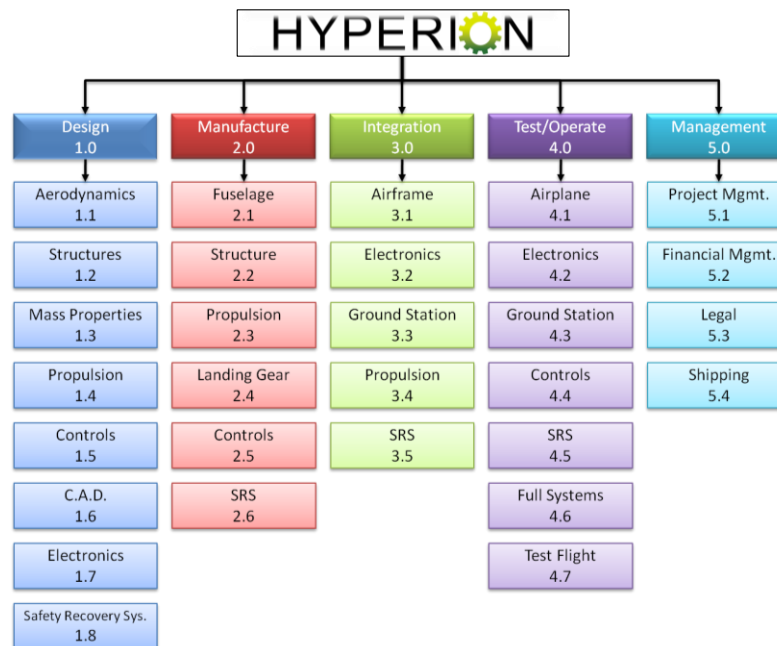 HYPERION
Design
1.0
Manufacture
2.0
Integration
3.0
Test/Operate
4.0
Management
5.0
Aerodynamics
1.1
Structures
1.2
Mass Properties
1.3
Propulsion
1.4
Controls
1.5
C.A.D.
1.6
Electronics
1.7
Safety Recovery Sys.
1.8
Fuselage
2.1
Structure
2.2
Propulsion
2.3
Landing Gear
2.4
Controls
2.5
SRS
2.6
Airframe
3.1
Electronics
3.2
Ground Station
3.3
Propulsion
3.4
SRS
3.5
Airplane
4.1
Electronics
4.2
Ground Station
4.3
Controls
4.4
SRS
4.5
Full Systems
4.6
Test Flight
4.7
Project Mgmt.
5.1
Financial Mgmt.
5.2
Legal
5.3
Shipping
5.4